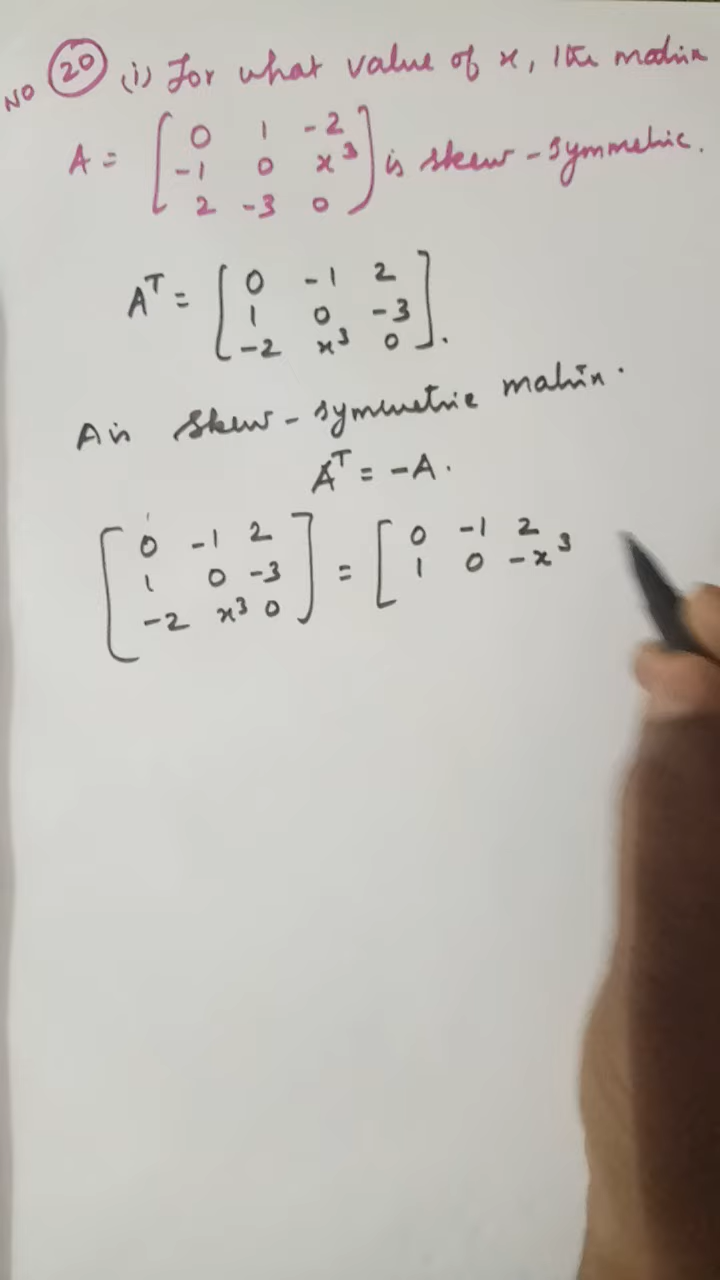 NO 20 (i) For what value of x, the matrix
A = [ 0 1 -2
-1 0 x³
2 -3 0 ] is skew-symmetric.
Aᵀ = [ 0 -1 2
1 0 -3
-2 x³ 0 ].
A is skew-symmetric matrix.
Aᵀ = -A.
[ 0 -1 2
1 0 -3
-2 x³ 0 ] = [ 0 -1 2
1 0 -x³